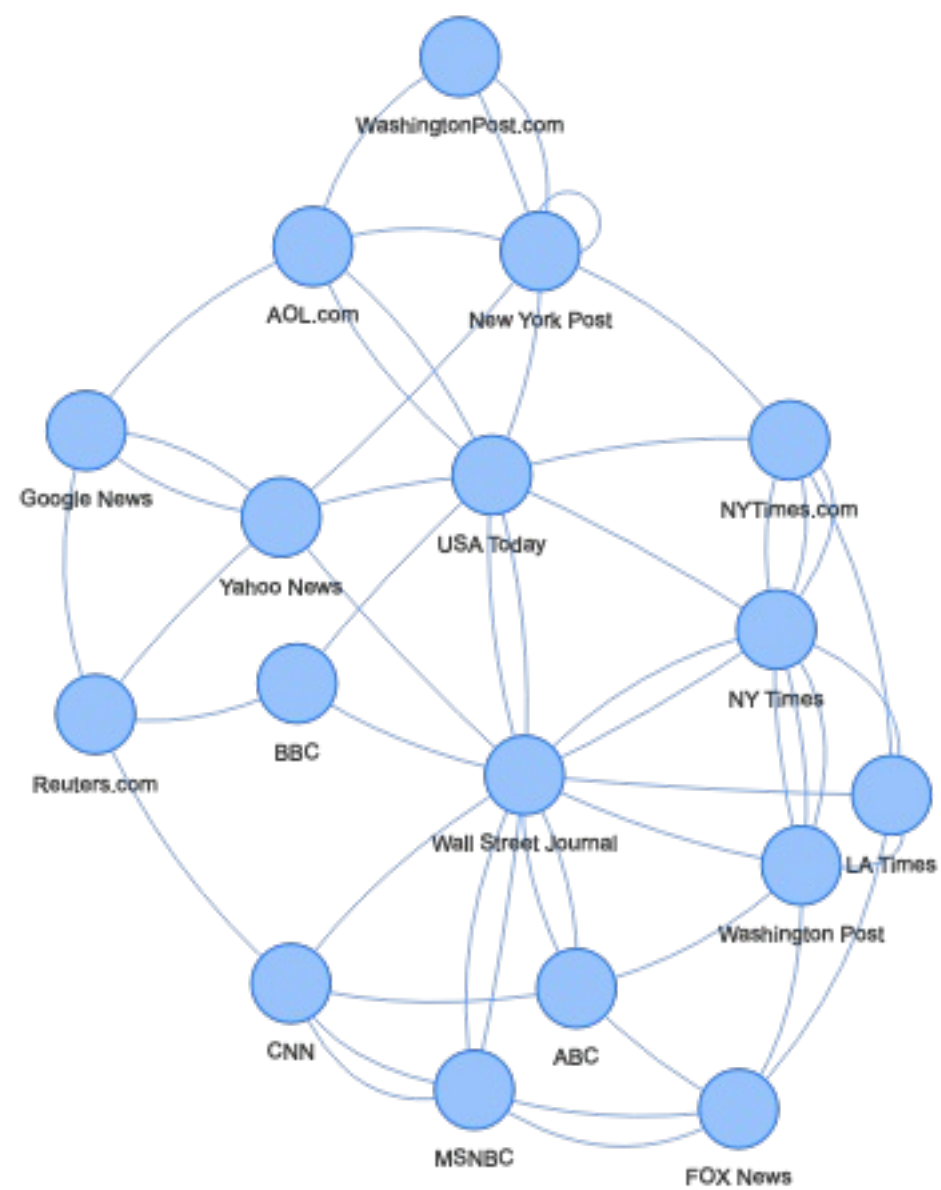 WashingtonPost.com
AOL.com
New York Post
Google News
NYTimes.com
USA Today
Yahoo News
NY Times
BBC
Reuters.com
Wall Street Journal
LA Times
Washington Post
CNN
ABC
MSNBC
FOX News